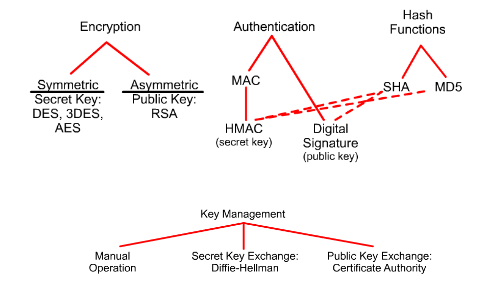 Encryption
Authentication
Hash
Functions
Symmetric
Secret Key:
DES, 3DES,
AES
Asymmetric
Public Key:
RSA
MAC
HMAC
(secret key)
Digital
Signature
(public key)
SHA
MD5
Key Management
Manual
Operation
Secret Key Exchange:
Diffie-Hellman
Public Key Exchange:
Certificate Authority